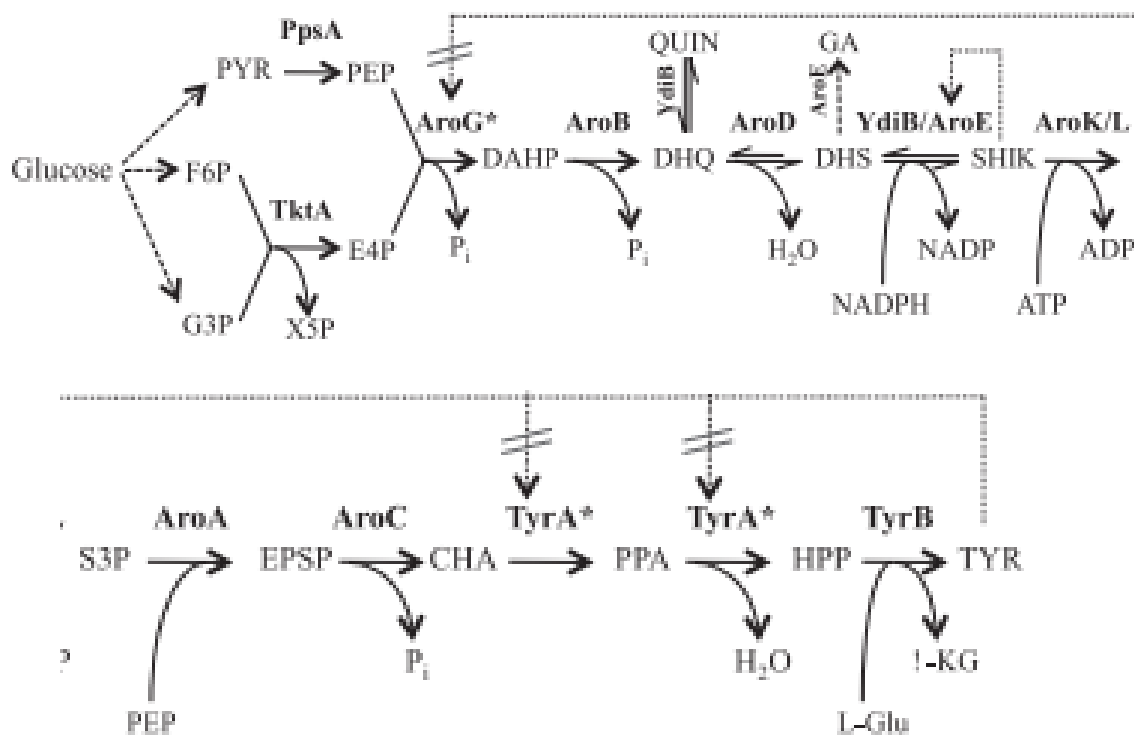 PpsA QUIN GA
PYR PEP YdiB AroE
AroG* AroB AroD YdiB/AroE AroK/L
Glucose F6P DAHP DHQ DHS SHIK
TktA
E4P Pi Pi H2O NADP ADP
G3P X5P NADPH ATP
AroA AroC TyrA* TyrA* TyrB
S3P EPSP CHA PPA HPP TYR
P Pi H2O !-KG
PEP L-Glu